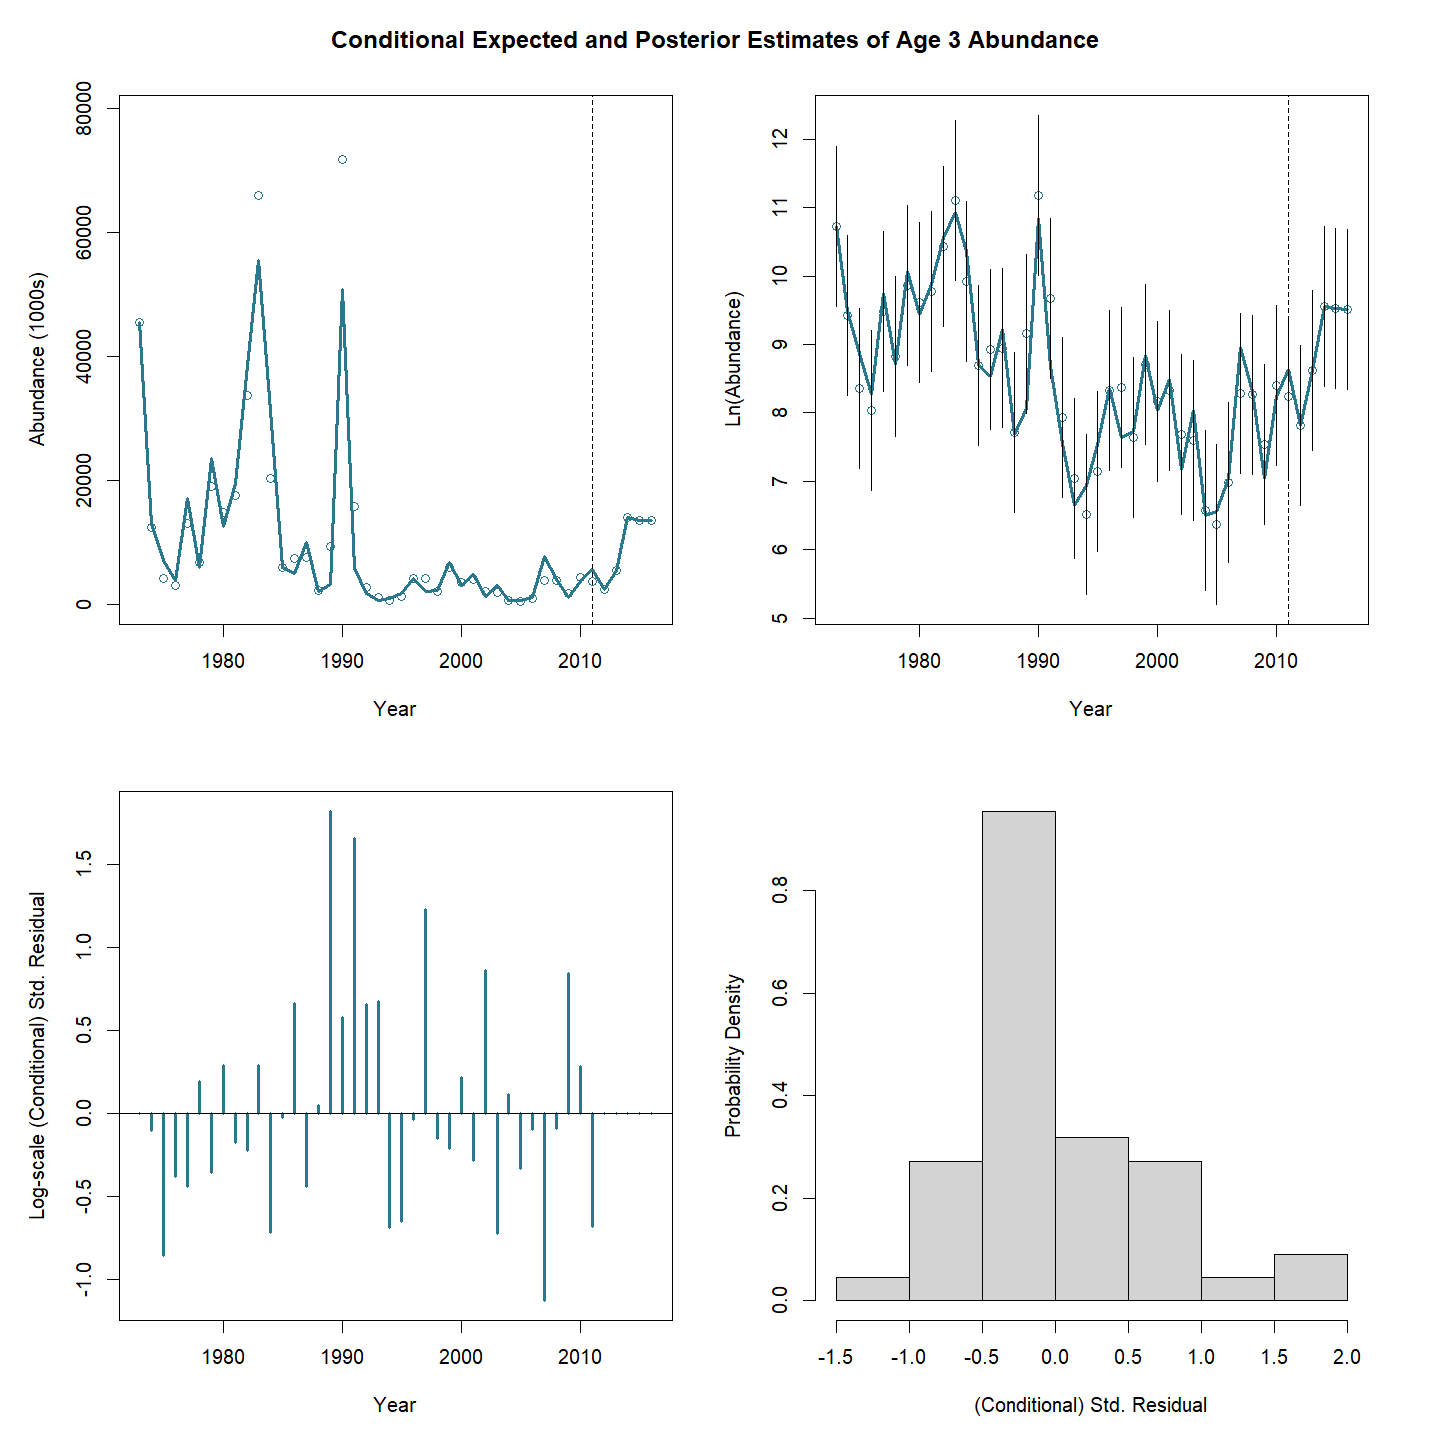 Conditional Expected and Posterior Estimates of Age 3 Abundance
Abundance (1000s)
80000
60000
40000
20000
0
1980 1990 2000 2010
Year
Ln(Abundance)
12
11
10
9
8
7
6
5
1980 1990 2000 2010
Year
Log-scale (Conditional) Std. Residual
1.5
1.0
0.5
0.0
-0.5
-1.0
1980 1990 2000 2010
Year
Probability Density
0.8
0.6
0.4
0.2
0.0
-1.5 -1.0 -0.5 0.0 0.5 1.0 1.5 2.0
(Conditional) Std. Residual